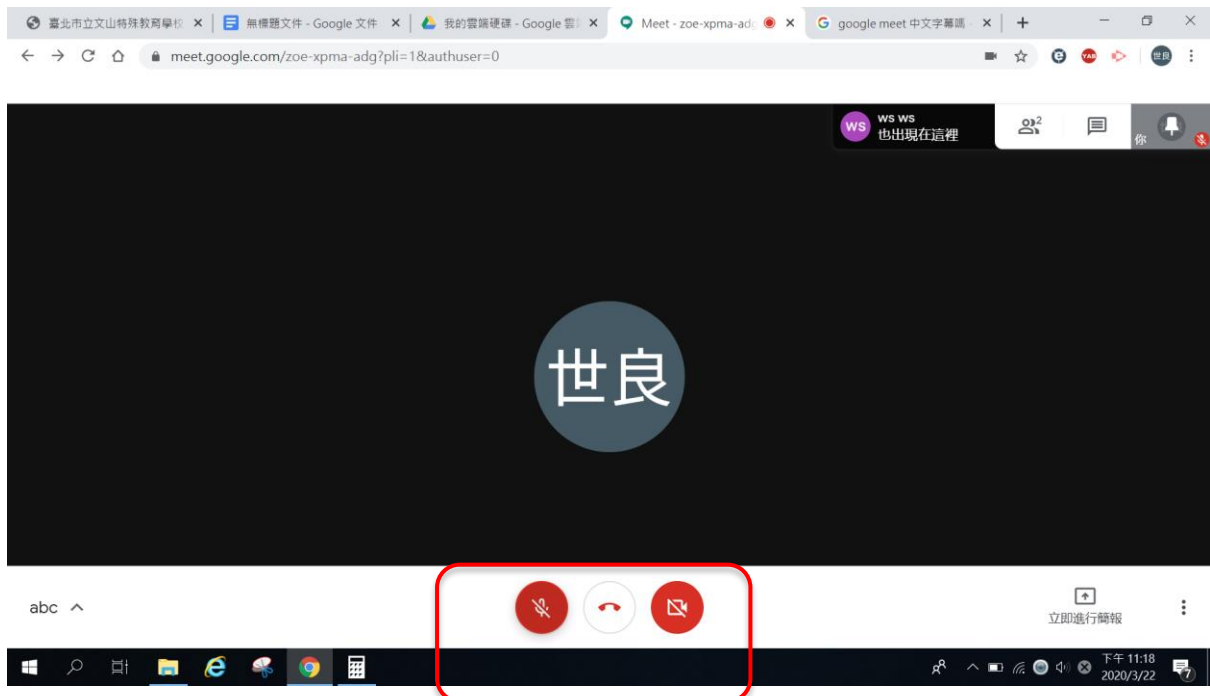 臺北市立文山特殊教育學校
無標題文件 - Google 文件
我的雲端硬碟 - Google 雲
Meet - zoe-xpma-adg
google meet 中文字幕嗎 -
meet.google.com/zoe-xpma-adg?pli=1&authuser=0
YAB
世良
ws
ws ws
也出現在這裡
2
你
世良
abc
立即進行簡報
下午 11:18
2020/3/22
7